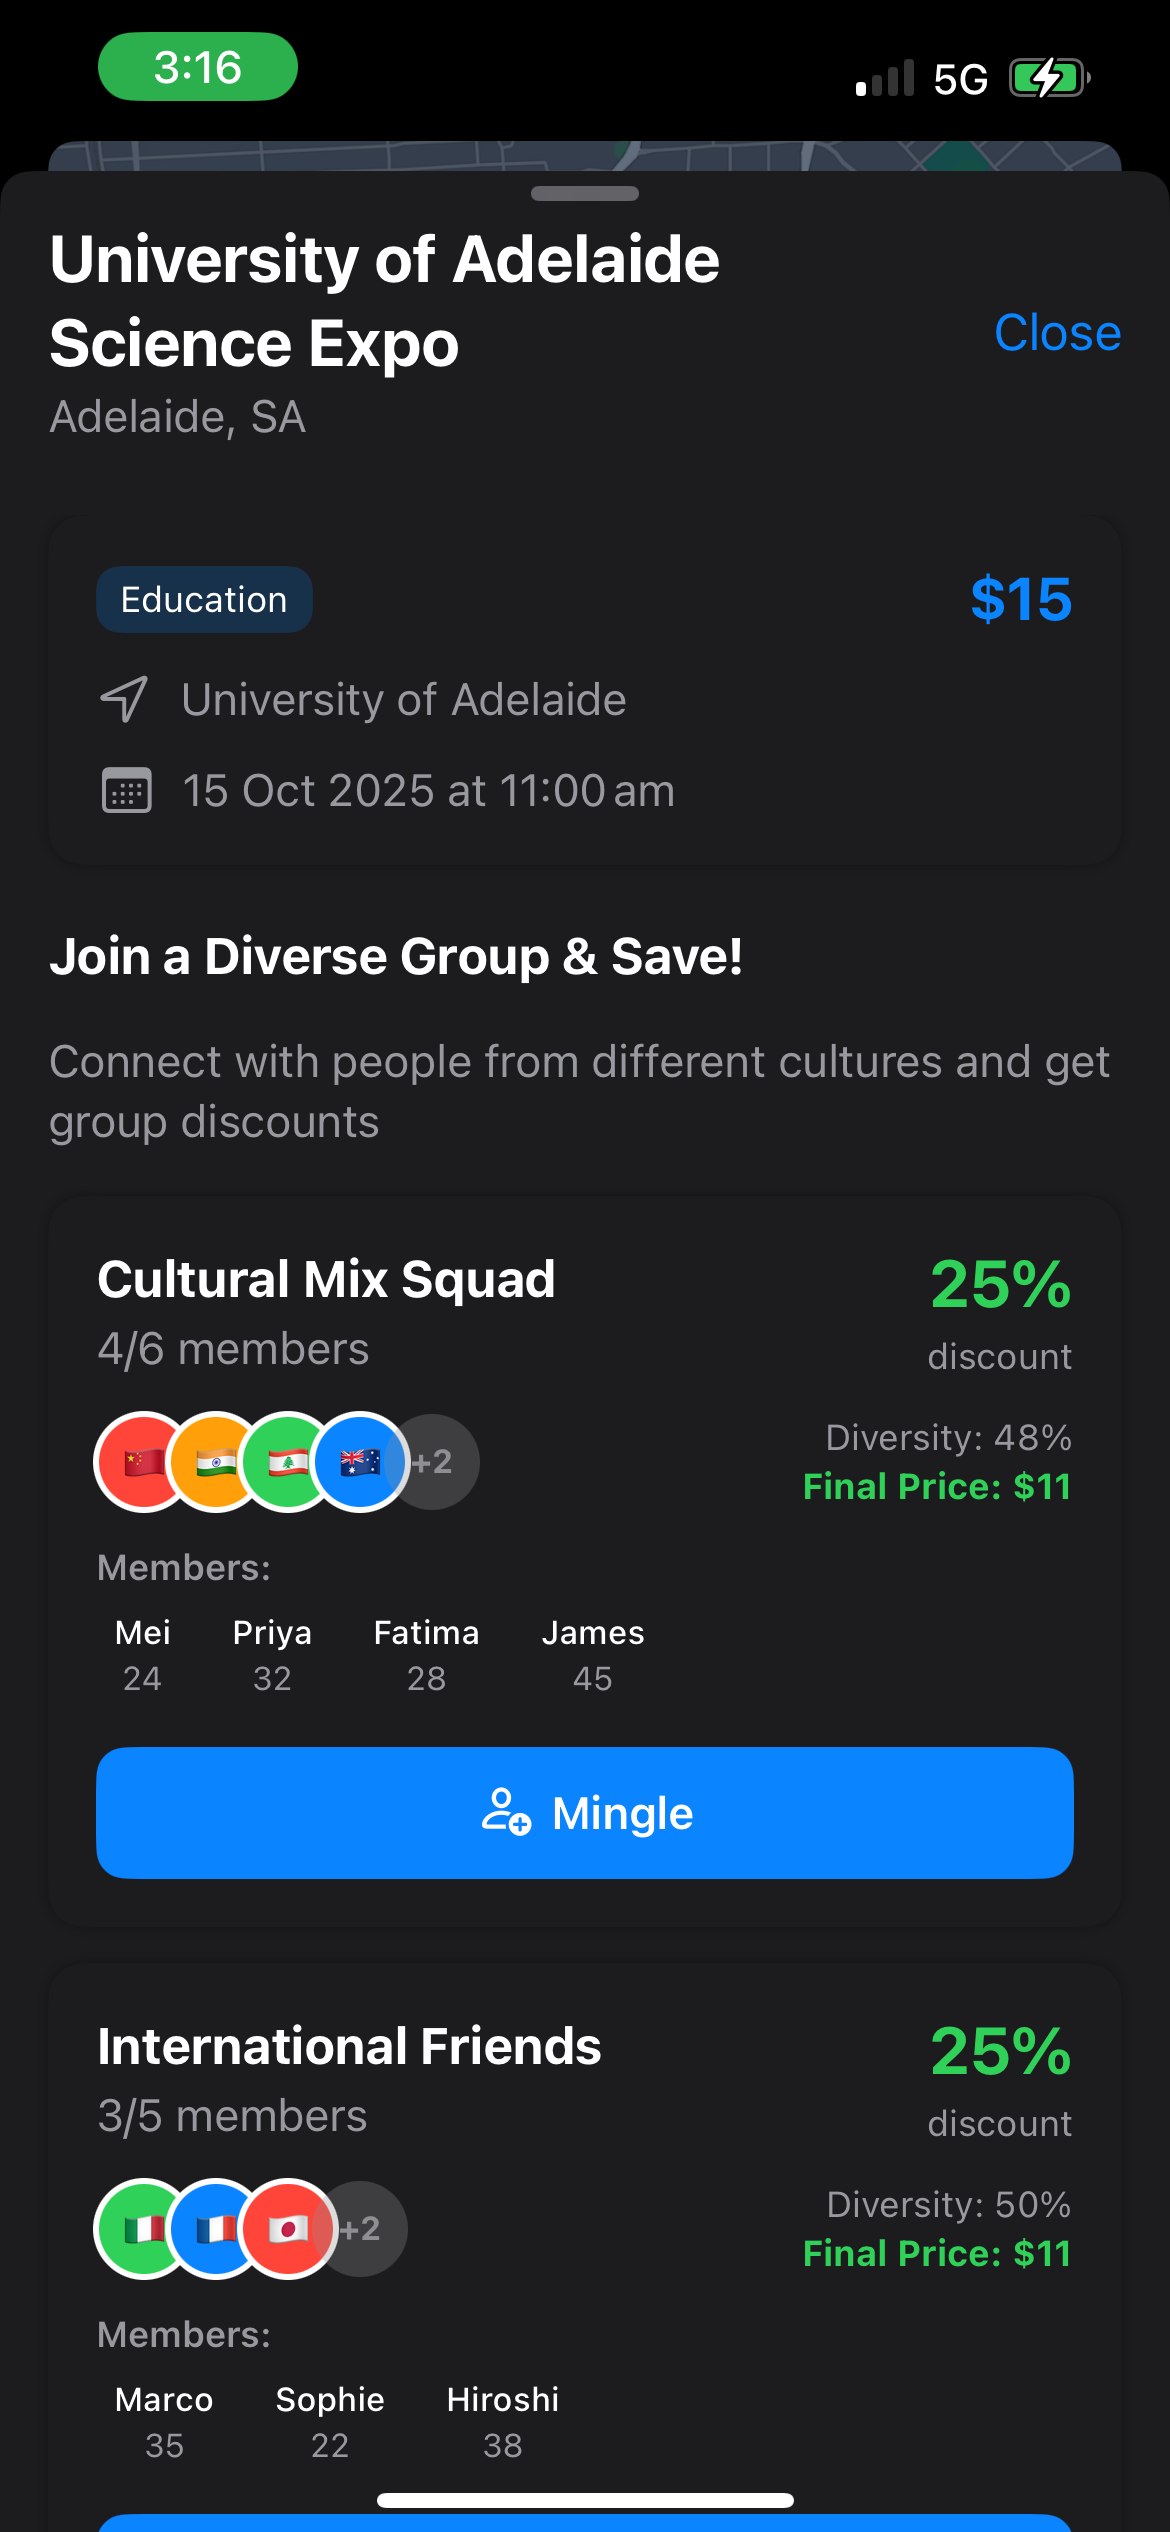 3:16
5G
University of Adelaide
Science Expo
Close
Adelaide, SA
Education
$15
University of Adelaide
15 Oct 2025 at 11:00 am
Join a Diverse Group & Save!
Connect with people from different cultures and get
group discounts
Cultural Mix Squad
25%
4/6 members
discount
+2
Diversity: 48%
Final Price: $11
Members:
Mei Priya Fatima James
24 32 28 45
Mingle
International Friends
25%
3/5 members
discount
+2
Diversity: 50%
Final Price: $11
Members:
Marco Sophie Hiroshi
35 22 38